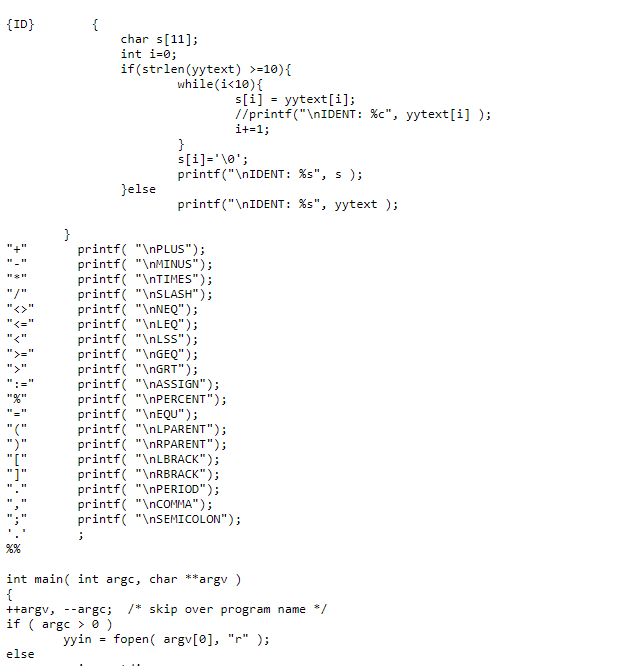 {ID}        {
                char s[11];
                int i=0;
                if(strlen(yytext) >=10){
                        while(i<10){
                                s[i] = yytext[i];
                                //printf("\nIDENT: %c", yytext[i] );
                                i+=1;
                        }
                        s[i]='\0';
                        printf("\nIDENT: %s", s );
                }else
                        printf("\nIDENT: %s", yytext );
        }
"+"       printf( "\nPLUS");
"-"       printf( "\nMINUS");
"*"       printf( "\nTIMES");
"/"       printf( "\nSLASH");
"<>"      printf( "\nNEQ");
"<="      printf( "\nLEQ");
"<"       printf( "\nLSS");
">="      printf( "\nGEQ");
">"       printf( "\nGRT");
":="      printf( "\nASSIGN");
"%"       printf( "\nPERCENT");
"="       printf( "\nEQU");
"("       printf( "\nLPARENT");
")"       printf( "\nRPARENT");
"["       printf( "\nLBRACK");
"]"       printf( "\nRBRACK");
"."       printf( "\nPERIOD");
","       printf( "\nCOMMA");
";"       printf( "\nSEMICOLON");
'.'       ;
%%
int main( int argc, char **argv )
{
++argv, --argc;  /* skip over program name */
if ( argc > 0 )
        yyin = fopen( argv[0], "r" );
else